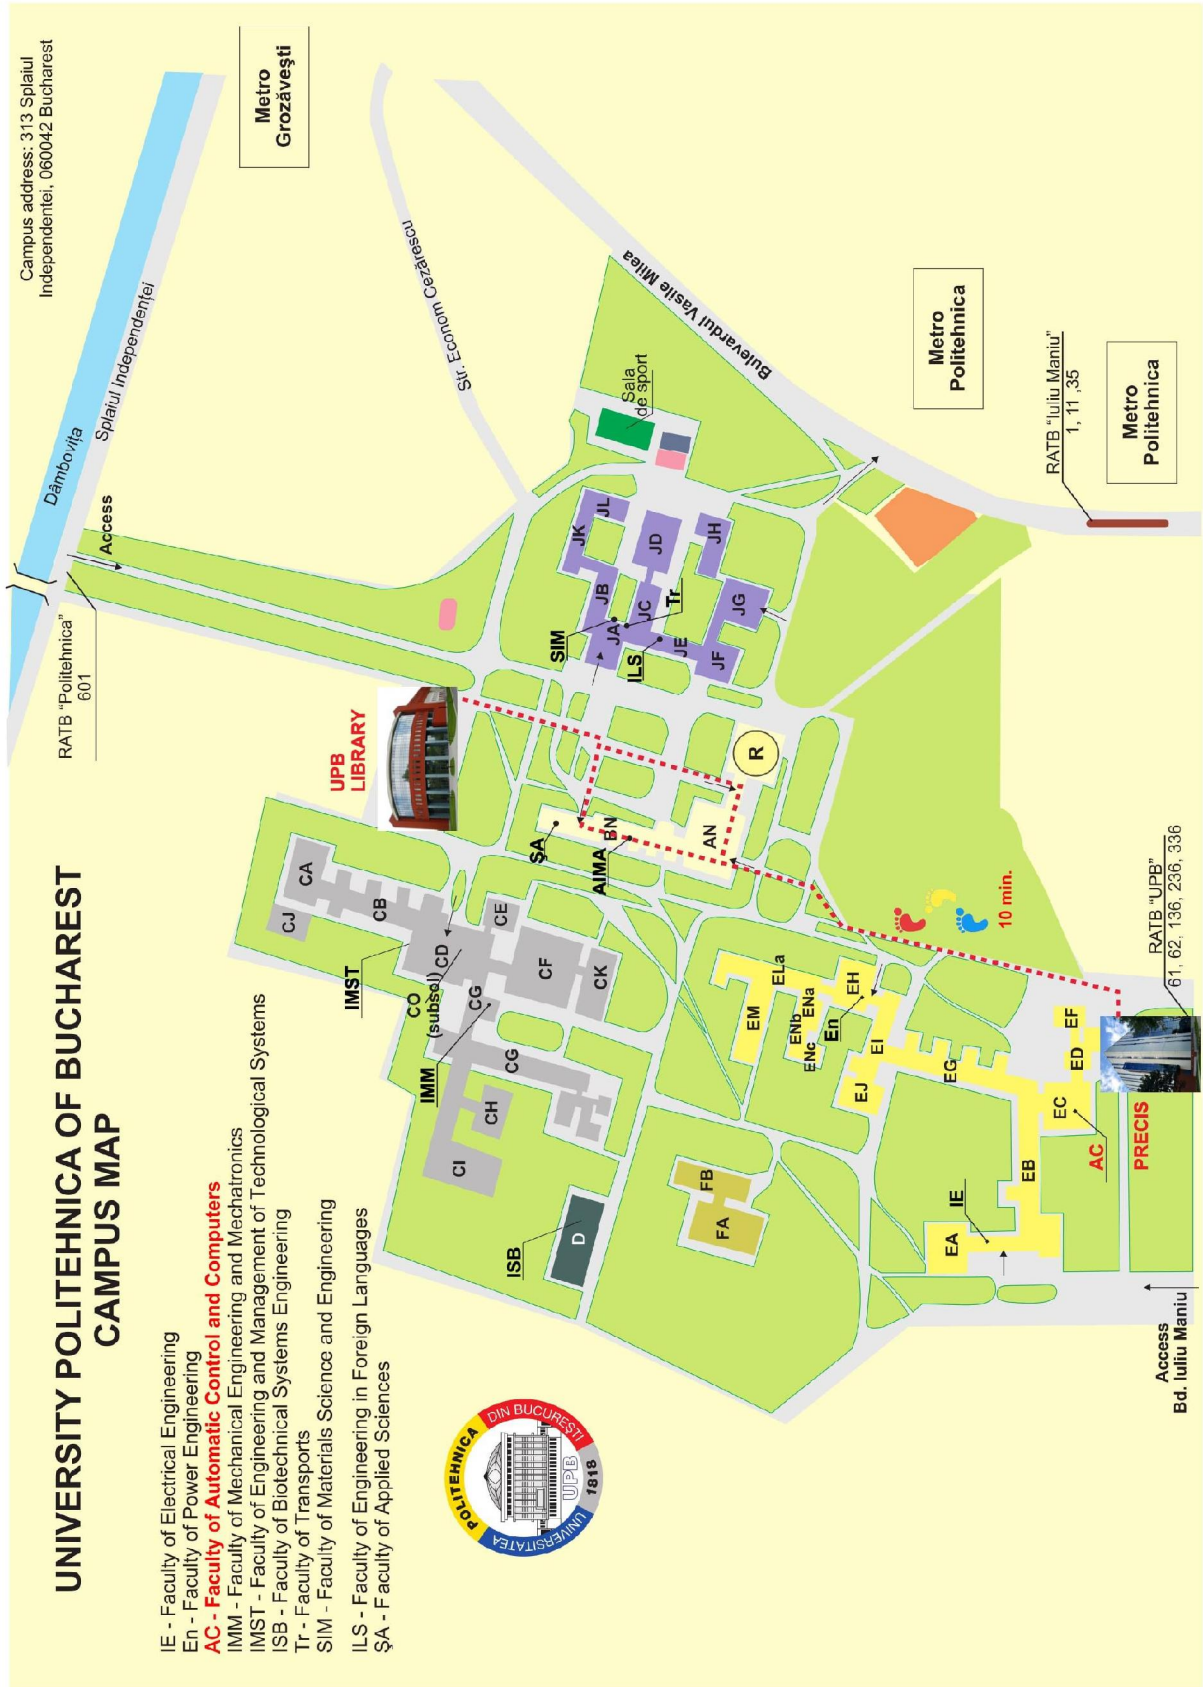 UNIVERSITY POLITEHNICA OF BUCHAREST
CAMPUS MAP
Campus address: 313 Splaiul
Independentei, 060042 Bucharest
IE - Faculty of Electrical Engineering
En - Faculty of Power Engineering
AC - Faculty of Automatic Control and Computers
IMM - Faculty of Mechanical Engineering and Mechatronics
IMST - Faculty of Engineering and Management of Technological Systems
ISB - Faculty of Biotechnical Systems Engineering
Tr - Faculty of Transports
SIM - Faculty of Materials Science and Engineering
ILS - Faculty of Engineering in Foreign Languages
ŞA - Faculty of Applied Sciences
POLITEHNICA
DIN BUCUREŞTI
1818
UNIVERSITATEA
UPB
RATB "Politehnica"
601
Access
Dâmboviţa
Splaiul Independenţei
Metro
Grozăveşti
Str. Econom Cezărescu
Bulevardul Vasile Milea
UPB
LIBRARY
CJ
CA
CB
IMST
CO
(subsol)
CD
CE
CG
CF
CK
IMM
CG
CH
CI
ISB
D
ŞA
BN
AIMA
AN
R
SIM
ILS
Tr
JA
JB
JC
JD
JE
JF
JG
JH
JK
JL
Sala
de sport
Metro
Politehnica
RATB "Iuliu Maniu"
1, 11 ,35
Metro
Politehnica
FB
FA
EM
ELa
ENa
ENb
ENc
En
EH
EI
EJ
EG
EF
ED
EC
EB
EA
IE
AC
PRECIS
10 min.
RATB "UPB"
61, 62, 136, 236, 336
Access
Bd. Iuliu Maniu